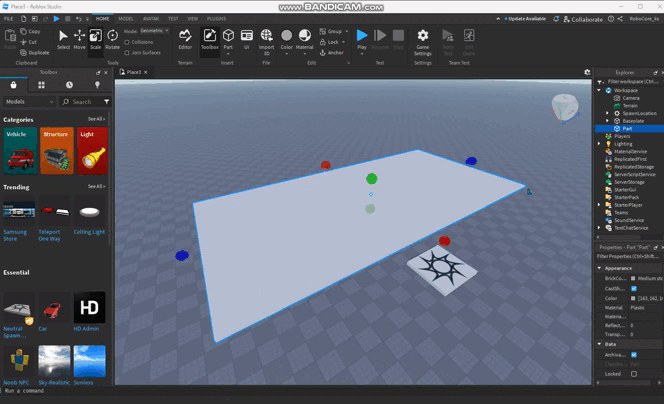 Place1 - Roblox Studio
www.BANDICAM.com
FILE
HOME
MODEL
AVATAR
TEST
VIEW
PLUGINS
Update Available
Collaborate
RoboCom_ks
Paste
Copy
Cut
Duplicate
Clipboard
Select
Move
Scale
Rotate
Mode: Geometric
Collisions
Join Surfaces
Tools
Editor
Terrain
Toolbox
Part
UI
Insert
Import 3D
File
Color
Material
Group
Lock
Anchor
Edit
Play
Stop
Test
Game Settings
Settings
Team Test
Toolbox
Models
Search
Categories
See All >
Vehicle
Structure
Light
Trending
See All >
Samsung Store
Teleport One Way
Ceiling Light
Essential
Neutral Spawn...
Car
HD
HD Admin
Noob NPC
Sky-Realistic
Sunless
Run a command
Place1
Explorer
Filter workspace (Ctrl+Shift...
Workspace
Camera
Terrain
SpawnLocation
Baseplate
Part
Players
Lighting
MaterialService
ReplicatedFirst
ReplicatedStorage
ServerScriptService
ServerStorage
StarterGui
StarterPack
StarterPlayer
Teams
SoundService
TextChatService
Properties - Part "Part"
Filter Properties (Ctrl+Shift...
Appearance
BrickCo...
Medium sto
CastSh...
Color
[163, 162, 1
Material
Plastic
Materia...
Reflec...
0
Transp...
0
Data
Archiva...
Locked